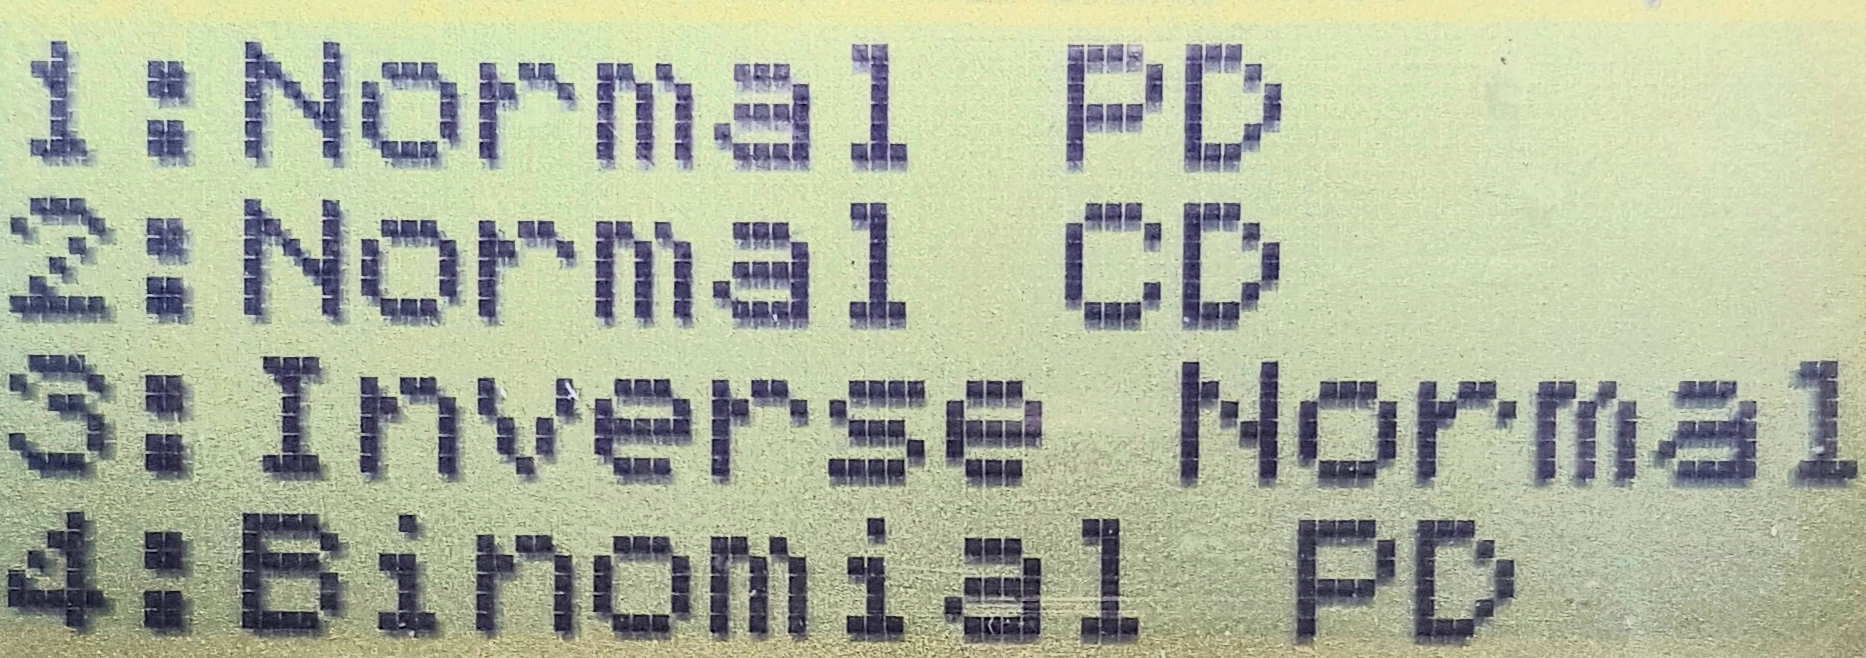 1:Normal PD
2:Normal CD
3:Inverse Normal
4:Binomial PD